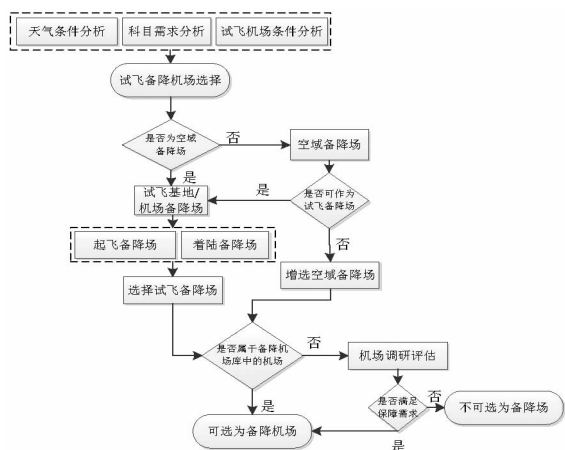 天气条件分析
科目需求分析
试飞机场条件分析
试飞备降机场选择
是否为空域
备降场
否
空域备降场
是
试飞基地/
机场备降场
是
是否可作为
试飞备降场
起飞备降场
着陆备降场
否
选择试飞备降场
增选空域备降场
是否属于备降机
场库中的机场
否
机场调研评估
是
是否满足
保障需求
否
不可选为备降场
可选为备降机场
是